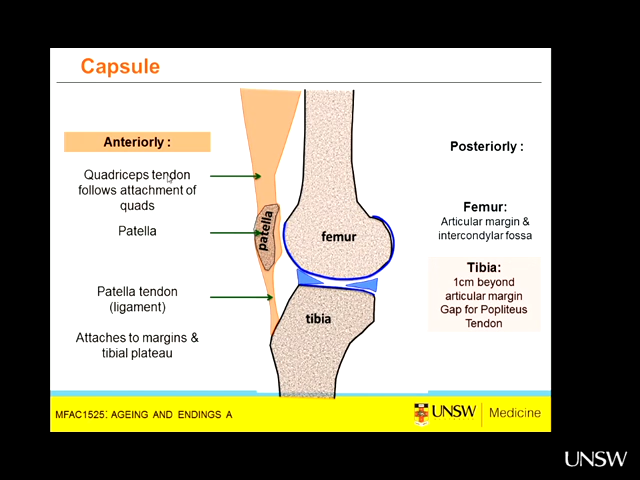 Capsule
Anteriorly :
Quadriceps tendon
follows attachment of
quads
Patella
Patella tendon
(ligament)
Attaches to margins &
tibial plateau
patella
femur
tibia
Posteriorly :
Femur:
Articular margin &
intercondylar fossa
Tibia:
1cm beyond
articular margin
Gap for Popliteus
Tendon
MFAC1525: AGEING AND ENDINGS A
UNSW Medicine
UNSW